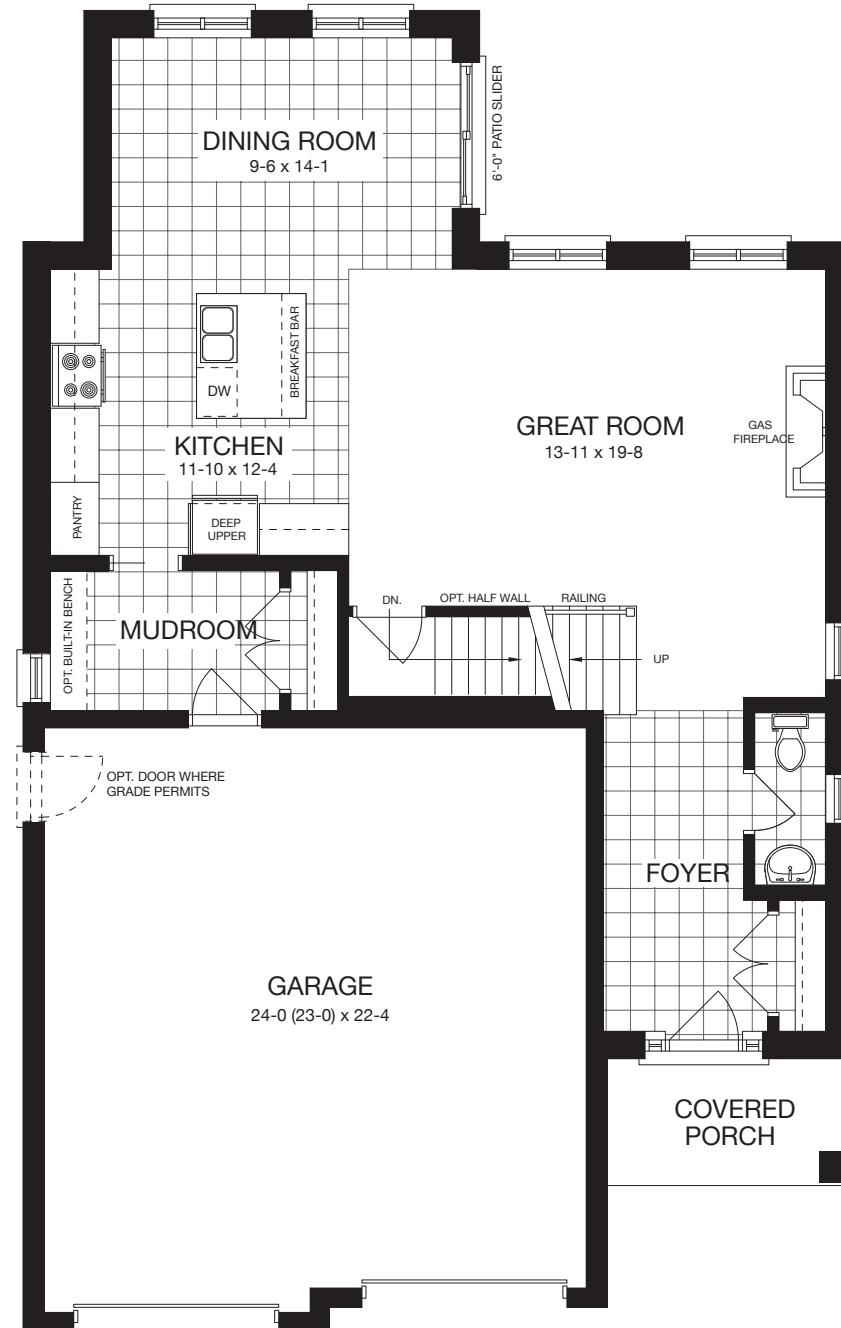 6'-0" PATIO SLIDER
DINING ROOM
9-6 x 14-1
BREAKFAST BAR
DW
GREAT ROOM
13-11 x 19-8
GAS
FIREPLACE
KITCHEN
11-10 x 12-4
PANTRY
DEEP
UPPER
OPT. BUILT-IN BENCH
MUDROOM
DN.
OPT. HALF WALL
RAILING
UP
OPT. DOOR WHERE
GRADE PERMITS
FOYER
GARAGE
24-0 (23-0) x 22-4
COVERED
PORCH